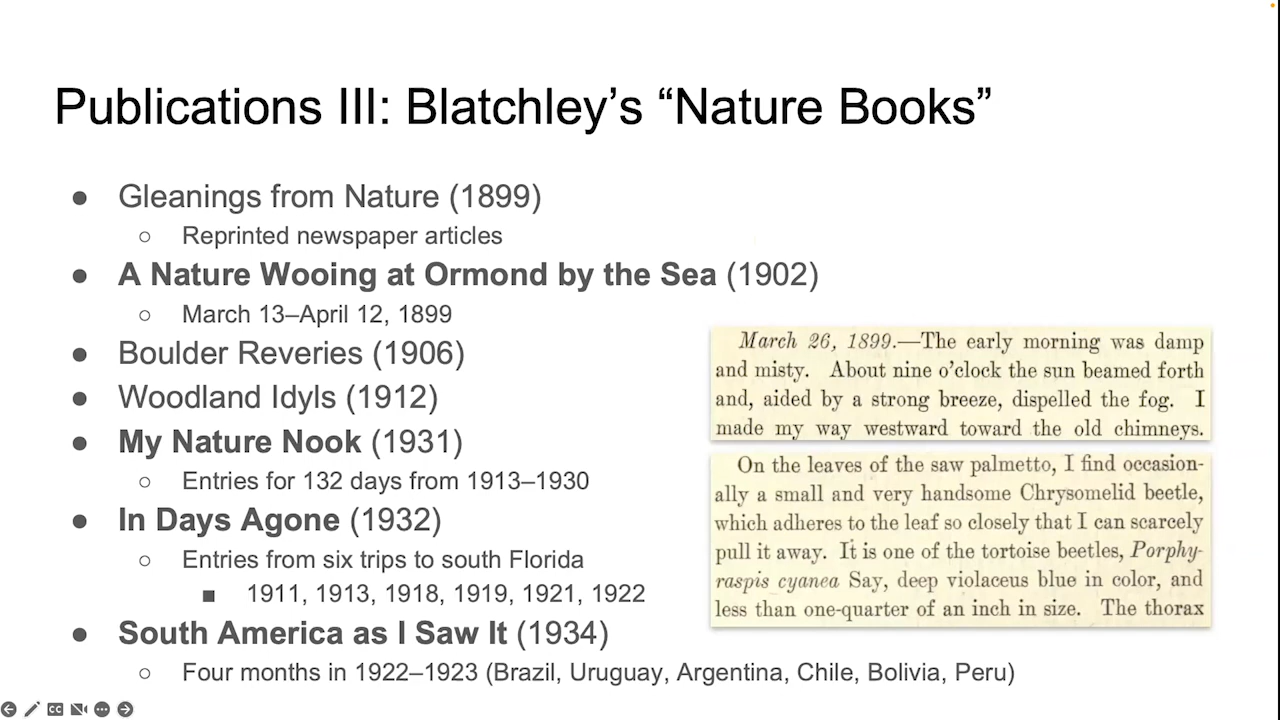 Publications III: Blatchley’s “Nature Books”
● Gleanings from Nature (1899)
○ Reprinted newspaper articles
● A Nature Wooing at Ormond by the Sea (1902)
○ March 13–April 12, 1899
● Boulder Reveries (1906)
● Woodland Idyls (1912)
● My Nature Nook (1931)
○ Entries for 132 days from 1913–1930
● In Days Agone (1932)
○ Entries from six trips to south Florida
■ 1911, 1913, 1918, 1919, 1921, 1922
● South America as I Saw It (1934)
○ Four months in 1922–1923 (Brazil, Uruguay, Argentina, Chile, Bolivia, Peru)
March 26, 1899.—The early morning was damp
and misty. About nine o’clock the sun beamed forth
and, aided by a strong breeze, dispelled the fog. I
made my way westward toward the old chimneys.
On the leaves of the saw palmetto, I find occasion-
ally a small and very handsome Chrysomelid beetle,
which adheres to the leaf so closely that I can scarcely
pull it away. It is one of the tortoise beetles, Porphy-
raspis cyanea Say, deep violaceus blue in color, and
less than one-quarter of an inch in size. The thorax
CC